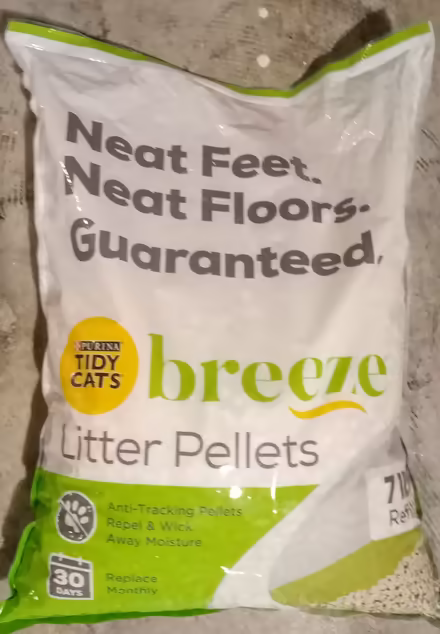 Neat Feet.
Neat Floors.
Guaranteed.
PURINA
TIDY
CATS
breeze
Litter Pellets
Anti-Tracking Pellets
Repel & Wick
Away Moisture
30
DAYS
Replace
Monthly
7